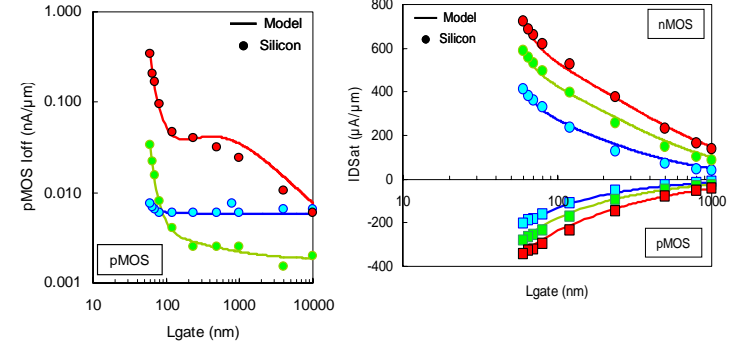 pMOS Ioff (nA/µm)
1.000
0.100
0.010
0.001
Model
Silicon
pMOS
10
100
1000
10000
Lgate (nm)
IDSat (µA/µm)
800
600
400
200
0
-200
-400
Model
Silicon
nMOS
10
100
1000
pMOS
Lgate (nm)